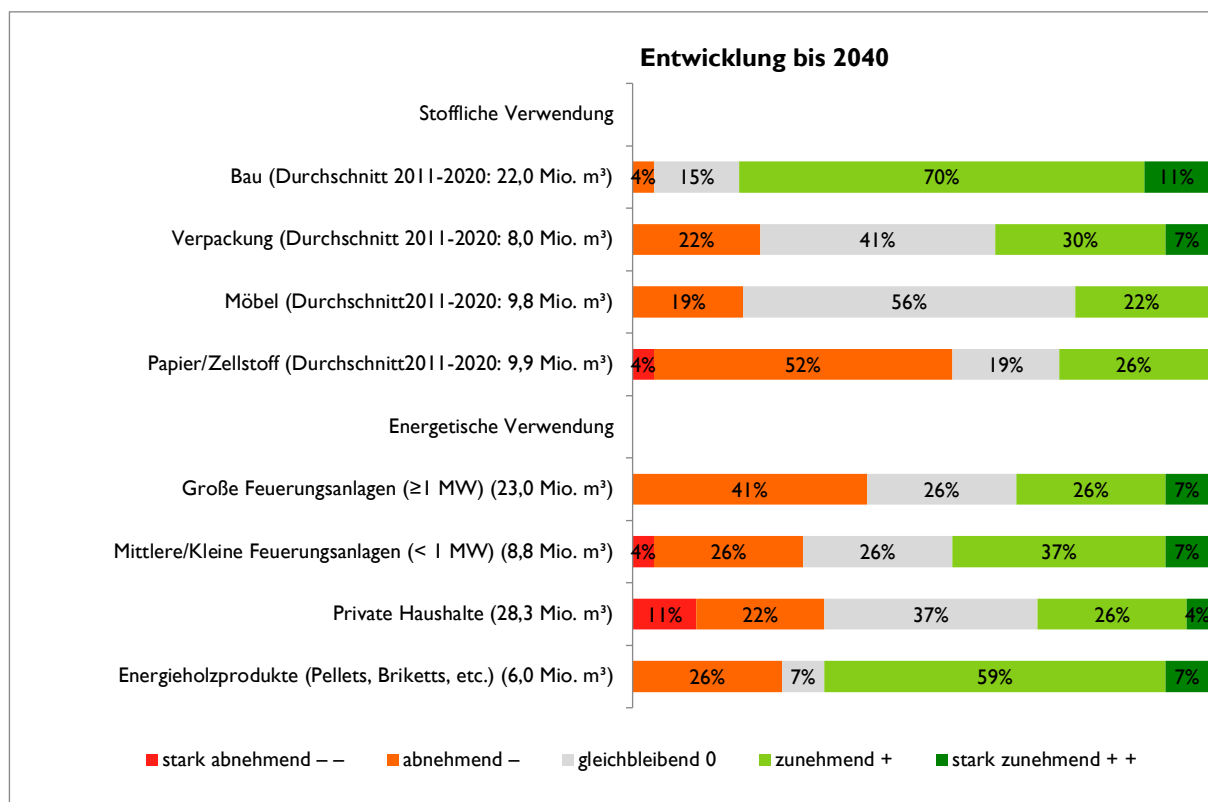 Entwicklung bis 2040
Stoffliche Verwendung
Bau (Durchschnitt 2011-2020: 22,0 Mio. m³) 4% 15% 70% 11%
Verpackung (Durchschnitt 2011-2020: 8,0 Mio. m³) 22% 41% 30% 7%
Möbel (Durchschnitt2011-2020: 9,8 Mio. m³) 19% 56% 22%
Papier/Zellstoff (Durchschnitt2011-2020: 9,9 Mio. m³) 4% 52% 19% 26%
Energetische Verwendung
Große Feuerungsanlagen (≥1 MW) (23,0 Mio. m³) 41% 26% 26% 7%
Mittlere/Kleine Feuerungsanlagen (< 1 MW) (8,8 Mio. m³) 4% 26% 26% 37% 7%
Private Haushalte (28,3 Mio. m³) 11% 22% 37% 26% 4%
Energieholzprodukte (Pellets, Briketts, etc.) (6,0 Mio. m³) 26% 7% 59% 7%
stark abnehmend – – abnehmend – gleichbleibend 0 zunehmend + stark zunehmend + +